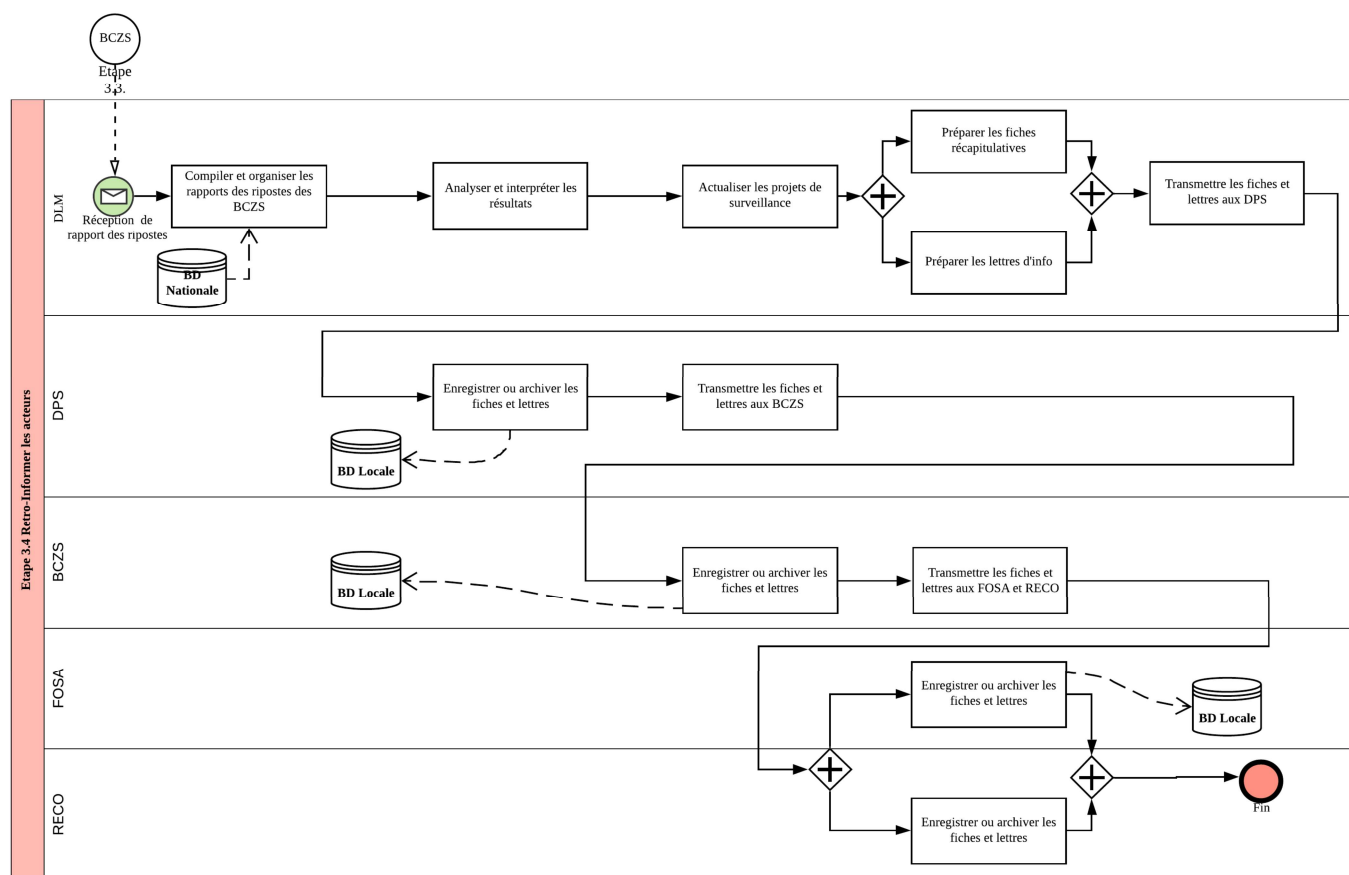 BCZS
Etape
3.3.
Etape 3.4 Retro-Informer les acteurs
DLM
Réception de
rapport des ripostes
Compiler et organiser les
rapports des ripostes des
BCZS
BD
Nationale
Analyser et interpréter les
résultats
Actualiser les projets de
surveillance
Préparer les fiches
récapitulatives
Préparer les lettres d'info
Transmettre les fiches et
lettres aux DPS
DPS
Enregistrer ou archiver les
fiches et lettres
Transmettre les fiches et
lettres aux BCZS
BD Locale
BCZS
BD Locale
Enregistrer ou archiver les
fiches et lettres
Transmettre les fiches et
lettres aux FOSA et RECO
FOSA
Enregistrer ou archiver les
fiches et lettres
BD Locale
RECO
Enregistrer ou archiver les
fiches et lettres
Fin